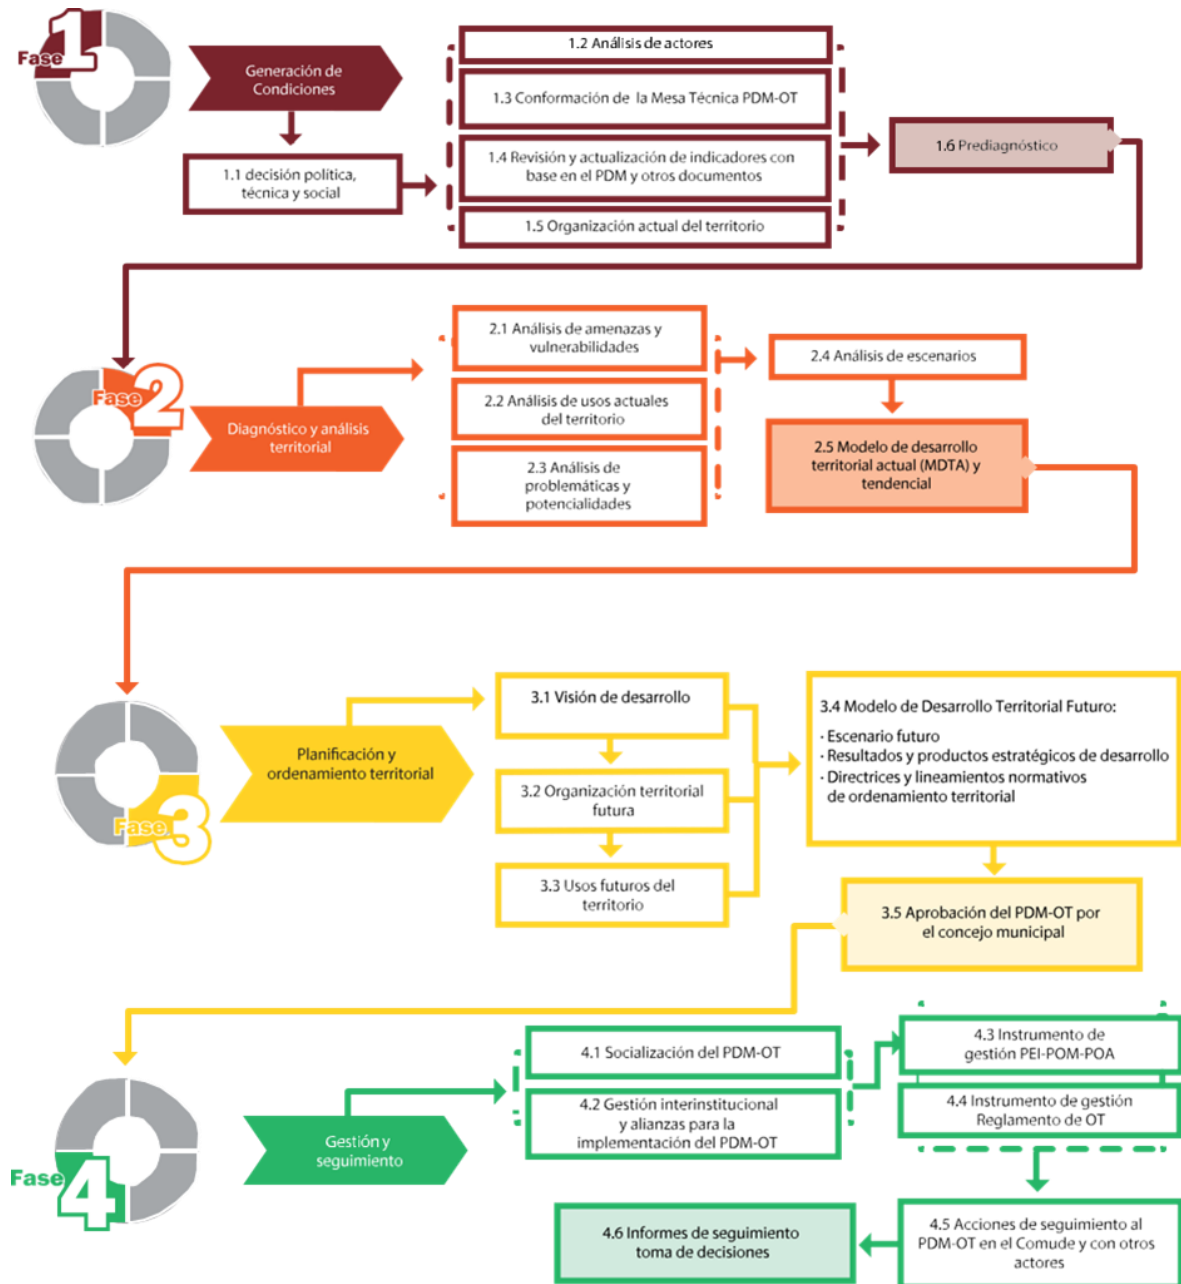 Fase 1
Generación de
Condiciones
1.1 decisión política,
técnica y social
1.2 Análisis de actores
1.3 Conformación de la Mesa Técnica PDM-OT
1.4 Revisión y actualización de indicadores con
base en el PDM y otros documentos
1.5 Organización actual del territorio
1.6 Prediagnóstico
Fase 2
Diagnóstico y análisis
territorial
2.1 Análisis de amenazas y
vulnerabilidades
2.2 Análisis de usos actuales
del territorio
2.3 Análisis de
problemáticas y
potencialidades
2.4 Análisis de escenarios
2.5 Modelo de desarrollo
territorial actual (MDTA) y
tendencial
Fase 3
Planificación y
ordenamiento territorial
3.1 Visión de desarrollo
3.2 Organización territorial
futura
3.3 Usos futuros del
territorio
3.4 Modelo de Desarrollo Territorial Futuro:
· Escenario futuro
· Resultados y productos estratégicos de desarrollo
· Directrices y lineamientos normativos
de ordenamiento territorial
3.5 Aprobación del PDM-OT por
el concejo municipal
Fase 4
Gestión y
seguimiento
4.1 Socialización del PDM-OT
4.2 Gestión interinstitucional
y alianzas para la
implementación del PDM-OT
4.3 Instrumento de
gestión PEI-POM-POA
4.4 Instrumento de gestión
Reglamento de OT
4.5 Acciones de seguimiento al
PDM-OT en el Comude y con otros
actores
4.6 Informes de seguimiento
toma de decisiones